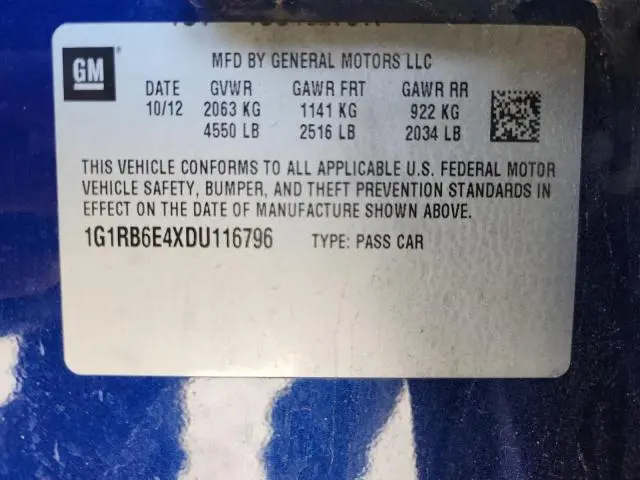 GM
MFD BY GENERAL MOTORS LLC
DATE GVWR GAWR FRT GAWR RR
10/12 2063 KG 1141 KG 922 KG
4550 LB 2516 LB 2034 LB
THIS VEHICLE CONFORMS TO ALL APPLICABLE U.S. FEDERAL MOTOR
VEHICLE SAFETY, BUMPER, AND THEFT PREVENTION STANDARDS IN
EFFECT ON THE DATE OF MANUFACTURE SHOWN ABOVE.
1G1RB6E4XDU116796 TYPE: PASS CAR